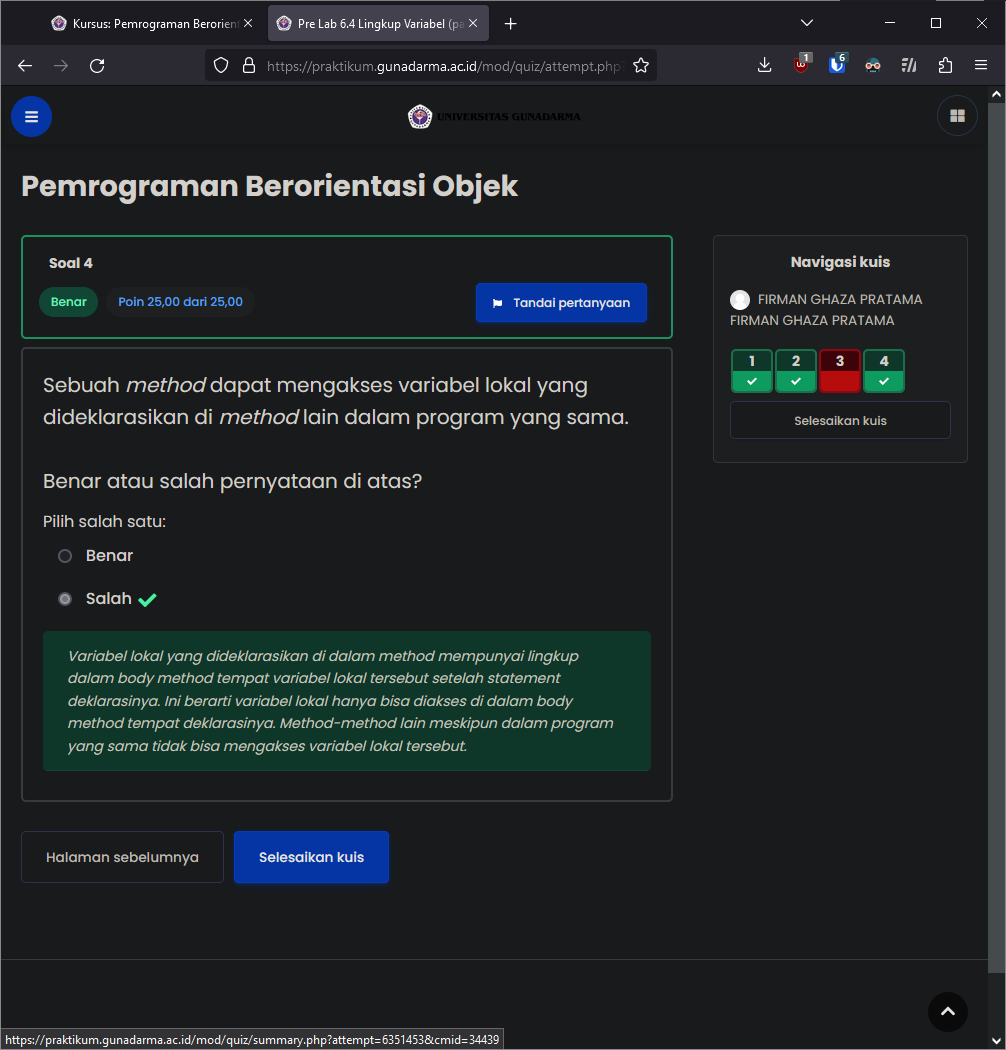 Kursus: Pemrograman Berorien
Pre Lab 6.4 Lingkup Variabel (pa
https://praktikum.gunadarma.ac.id/mod/quiz/attempt.php?
1
6
UNIVERSITAS GUNADARMA
Pemrograman Berorientasi Objek
Soal 4
Benar
Poin 25,00 dari 25,00
Tandai pertanyaan
Sebuah method dapat mengakses variabel lokal yang
dideklarasikan di method lain dalam program yang sama.
Benar atau salah pernyataan di atas?
Pilih salah satu:
Benar
Salah
Variabel lokal yang dideklarasikan di dalam method mempunyai lingkup
dalam body method tempat variabel lokal tersebut setelah statement
deklarasinya. Ini berarti variabel lokal hanya bisa diakses di dalam body
method tempat deklarasinya. Method-method lain meskipun dalam program
yang sama tidak bisa mengakses variabel lokal tersebut.
Halaman sebelumnya
Selesaikan kuis
Navigasi kuis
FIRMAN GHAZA PRATAMA
FIRMAN GHAZA PRATAMA
1 2 3 4
Selesaikan kuis
https://praktikum.gunadarma.ac.id/mod/quiz/summary.php?attempt=6351453&cmid=34439